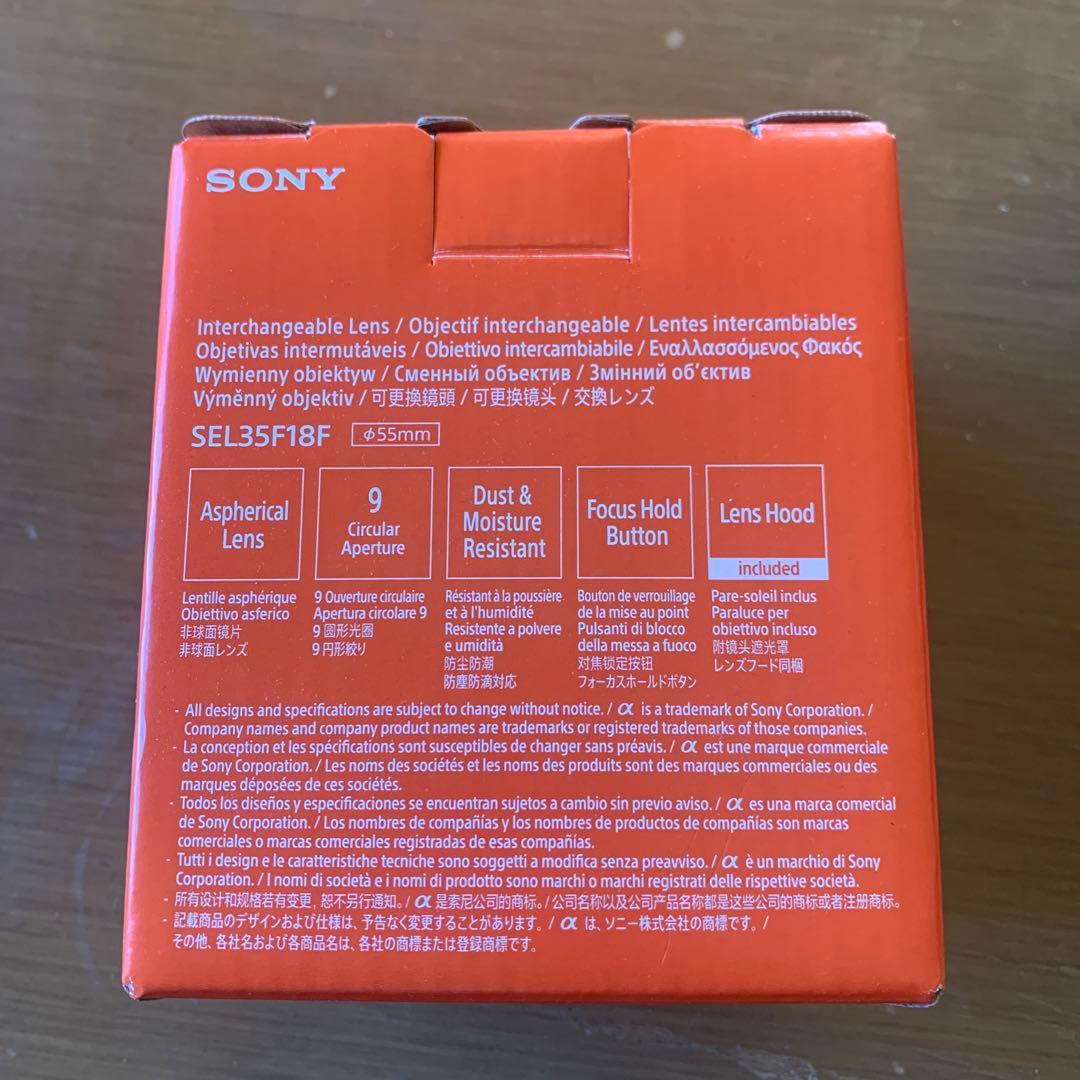 SONY
Interchangeable Lens / Objectif interchangeable / Lentes intercambiables
Objetivas intermutáveis / Obiettivo intercambiabile / Εναλλασσόμενος Φακός
Wymienny obiektyw / Сменный объектив / Змінний об'єктив
Výměnný objektiv / 可更換鏡頭 / 可更换镜头 / 交換レンズ
SEL35F18F ϕ55mm
Aspherical
Lens
Lentille asphérique
Obiettivo asferico
非球面镜片
非球面レンズ
9
Circular
Aperture
9 Ouverture circulaire
Apertura circolare 9
9 圆形光圈
9 円形絞り
Dust &
Moisture
Resistant
Résistant à la poussière
et à l'humidité
Resistente a polvere
e umidità
防尘防潮
防塵防滴対応
Focus Hold
Button
Bouton de verrouillage
de la mise au point
Pulsanti di blocco
della messa a fuoco
对焦锁定按钮
フォーカスホールドボタン
Lens Hood
included
Pare-soleil inclus
Paraluce per
obiettivo incluso
附镜头遮光罩
レンズフード同梱
- All designs and specifications are subject to change without notice. / α is a trademark of Sony Corporation. /
Company names and company product names are trademarks or registered trademarks of those companies.
- La conception et les spécifications sont susceptibles de changer sans préavis. / α est une marque commerciale
de Sony Corporation. / Les noms des sociétés et les noms des produits sont des marques commerciales ou des
marques déposées de ces sociétés.
- Todos los diseños y especificaciones se encuentran sujetos a cambio sin previo aviso. / α es una marca comercial
de Sony Corporation. / Los nombres de compañías y los nombres de productos de compañías son marcas
comerciales o marcas comerciales registradas de esas compañías.
- Tutti i design e le caratteristiche tecniche sono soggetti a modifica senza preavviso. / α è un marchio di Sony
Corporation. / I nomi di società e i nomi di prodotto sono marchi o marchi registrati delle rispettive società.
- 所有设计和规格若有变更，恕不另行通知。/ α 是索尼公司的商标。/ 公司名称以及公司产品名称都是这些公司的商标或者注册商标。
- 記載商品のデザインおよび仕様は、予告なく変更することがあります。/ α は、ソニー株式会社の商標です。/
その他、各社名および各商品名は、各社の商標または登録商標です。